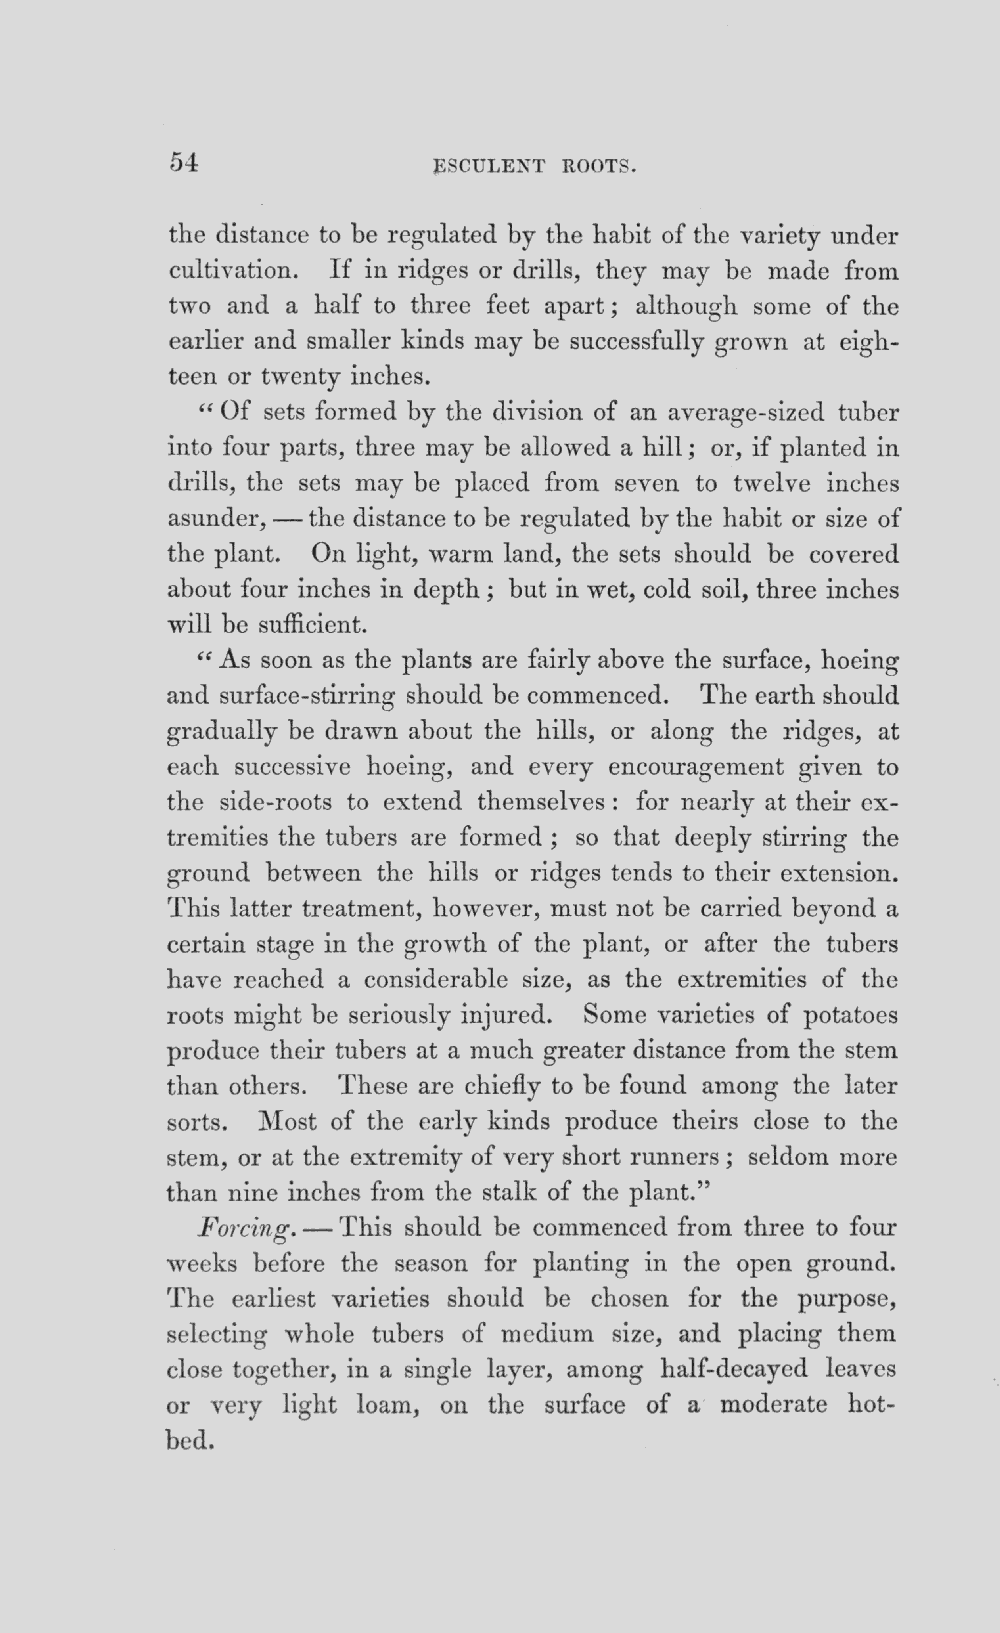 54 ESCULENT ROOTS.
the distance to be regulated by the habit of the variety under
cultivation. If in ridges or drills, they may be made from
two and a half to three feet apart; although some of the
earlier and smaller kinds may be successfully grown at eigh-
teen or twenty inches.
“Of sets formed by the division of an average-sized tuber
into four parts, three may be allowed a hill; or, if planted in
drills, the sets may be placed from seven to twelve inches
asunder, — the distance to be regulated by the habit or size of
the plant. On light, warm land, the sets should be covered
about four inches in depth; but in wet, cold soil, three inches
will be sufficient.
“As soon as the plants are fairly above the surface, hoeing
and surface-stirring should be commenced. The earth should
gradually be drawn about the hills, or along the ridges, at
each successive hoeing, and every encouragement given to
the side-roots to extend themselves: for nearly at their ex-
tremities the tubers are formed; so that deeply stirring the
ground between the hills or ridges tends to their extension.
This latter treatment, however, must not be carried beyond a
certain stage in the growth of the plant, or after the tubers
have reached a considerable size, as the extremities of the
roots might be seriously injured. Some varieties of potatoes
produce their tubers at a much greater distance from the stem
than others. These are chiefly to be found among the later
sorts. Most of the early kinds produce theirs close to the
stem, or at the extremity of very short runners; seldom more
than nine inches from the stalk of the plant.”
Forcing. — This should be commenced from three to four
weeks before the season for planting in the open ground.
The earliest varieties should be chosen for the purpose,
selecting whole tubers of medium size, and placing them
close together, in a single layer, among half-decayed leaves
or very light loam, on the surface of a moderate hot-
bed.